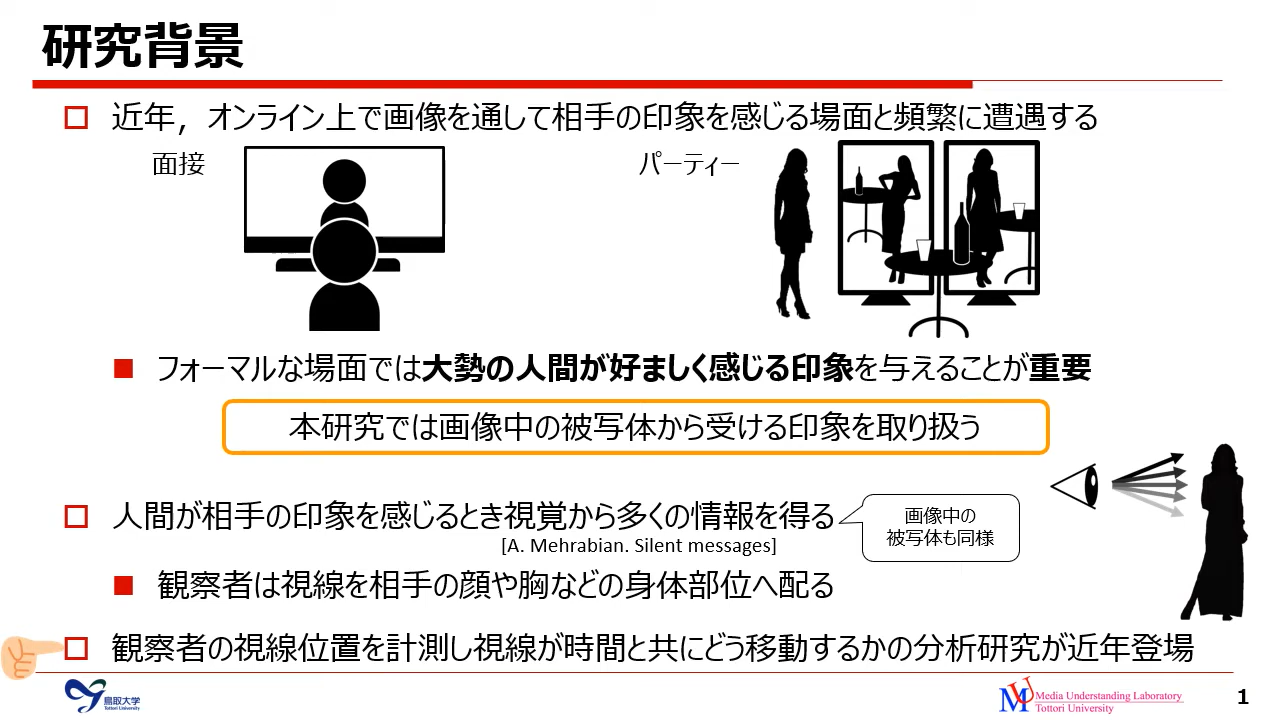 研究背景
近年，オンライン上で画像を通して相手の印象を感じる場面と頻繁に遭遇する
面接
パーティー
フォーマルな場面では大勢の人間が好ましく感じる印象を与えることが重要
本研究では画像中の被写体から受ける印象を取り扱う
人間が相手の印象を感じるとき視覚から多くの情報を得る
画像中の
被写体も同様
[A. Mehrabian. Silent messages]
観察者は視線を相手の顔や胸などの身体部位へ配る
観察者の視線位置を計測し視線が時間と共にどう移動するかの分析研究が近年登場
鳥取大学
Tottori University
MU
Media Understanding Laboratory
Tottori University
1